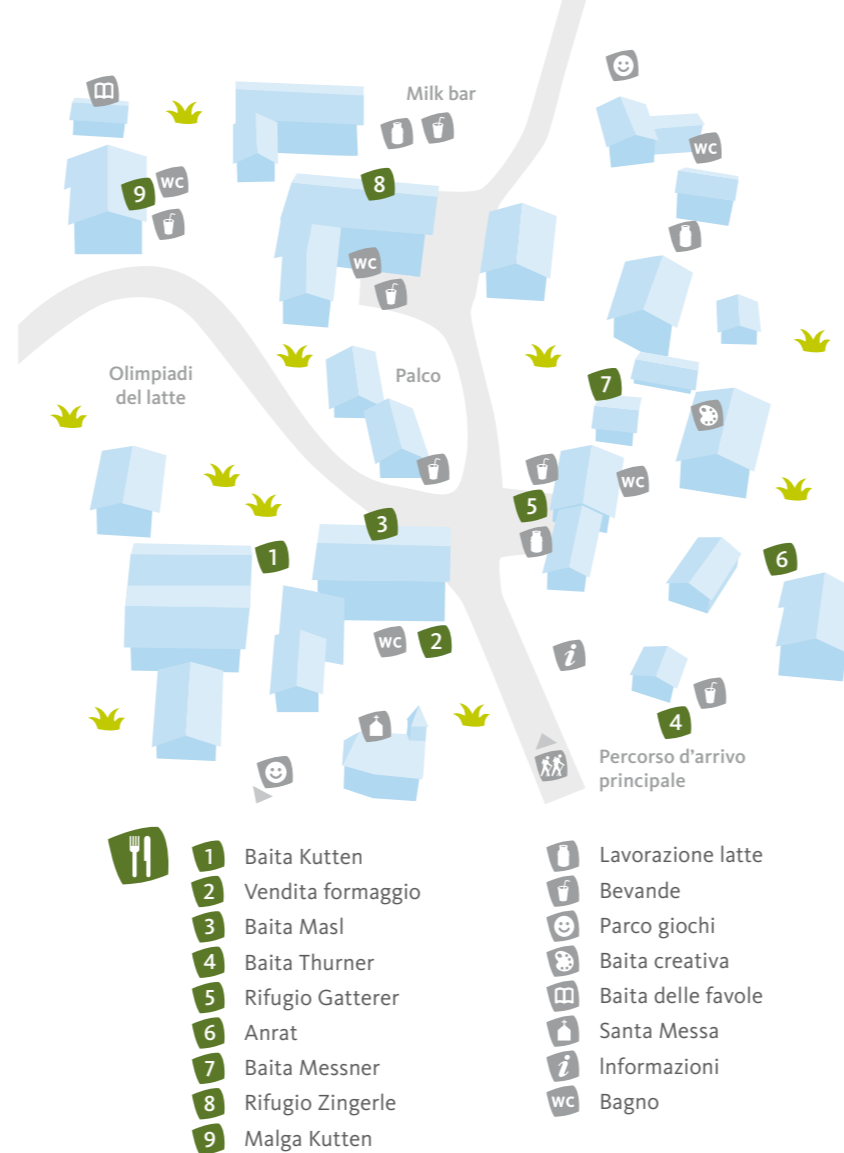 Milk bar
WC
9
WC
8
WC
Olimpiadi
del latte
Palco
7
WC
5
3
1
6
WC
2
i
4
Percorso d'arrivo
principale
1 Baita Kutten
2 Vendita formaggio
3 Baita Masl
4 Baita Thurner
5 Rifugio Gatterer
6 Anrat
7 Baita Messner
8 Rifugio Zingerle
9 Malga Kutten
Lavorazione latte
Bevande
Parco giochi
Baita creativa
Baita delle favole
Santa Messa
i Informazioni
WC Bagno